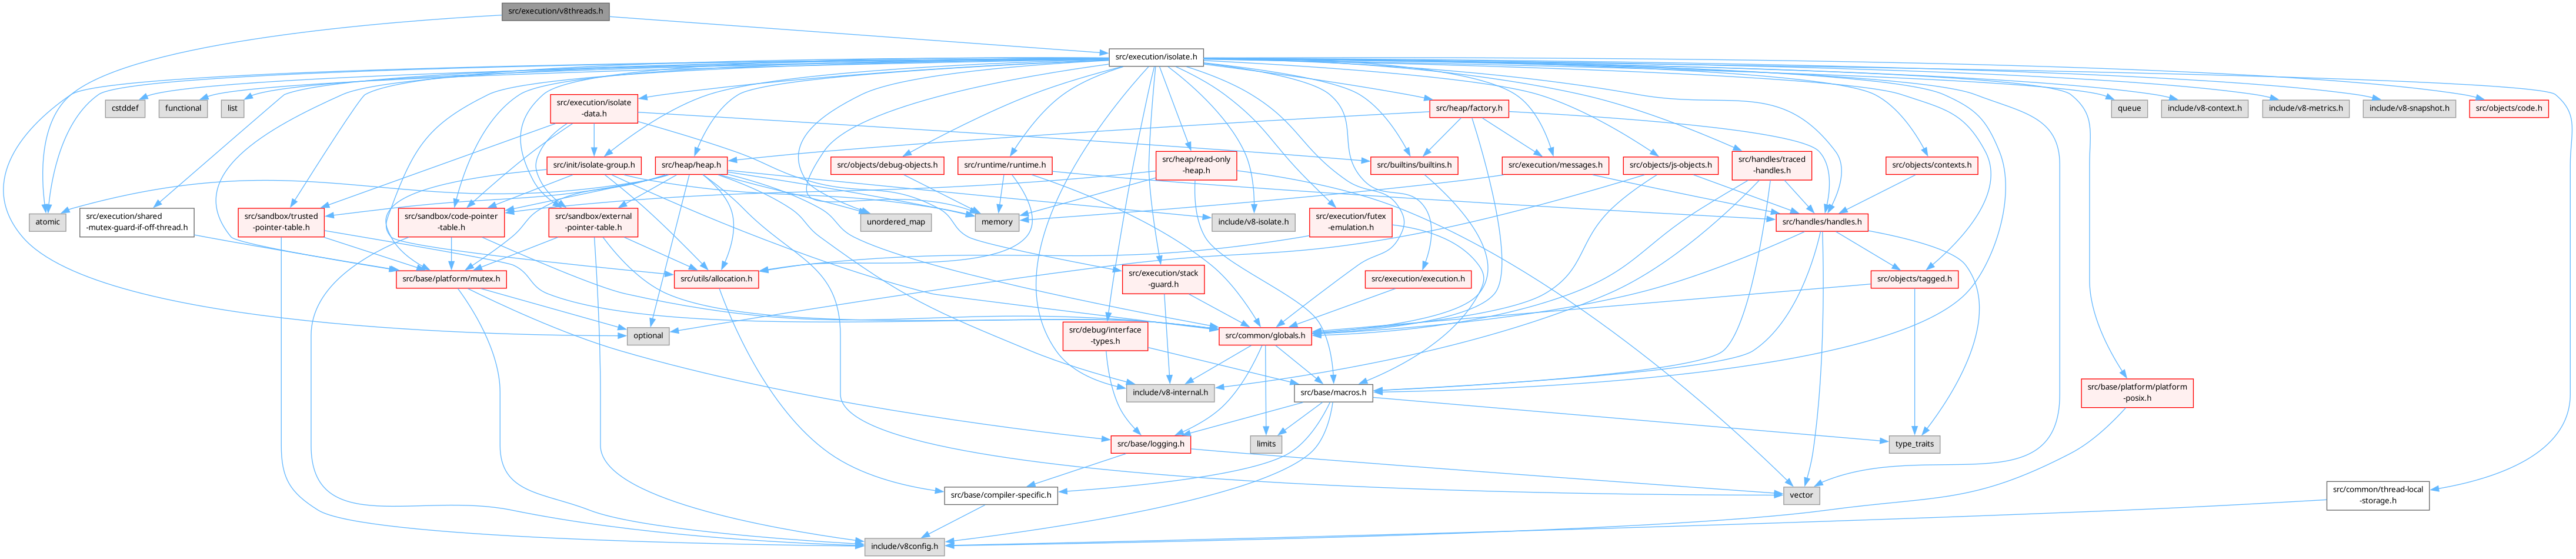 src/execution/v8threads.h
src/execution/isolate.h
cstddef
functional
list
src/execution/isolate
-data.h
src/heap/factory.h
queue
include/v8-context.h
include/v8-metrics.h
include/v8-snapshot.h
src/objects/code.h
src/init/isolate-group.h
src/heap/heap.h
src/objects/debug-objects.h
src/runtime/runtime.h
src/heap/read-only
-heap.h
src/builtins/builtins.h
src/execution/messages.h
src/objects/js-objects.h
src/handles/traced
-handles.h
src/objects/contexts.h
atomic
src/execution/shared
-mutex-guard-if-off-thread.h
src/sandbox/trusted
-pointer-table.h
src/sandbox/code-pointer
-table.h
src/sandbox/external
-pointer-table.h
unordered_map
memory
include/v8-isolate.h
src/execution/futex
-emulation.h
src/handles/handles.h
src/base/platform/mutex.h
src/utils/allocation.h
src/execution/stack
-guard.h
src/execution/execution.h
src/objects/tagged.h
optional
src/debug/interface
-types.h
src/common/globals.h
include/v8-internal.h
src/base/macros.h
src/base/platform/platform
-posix.h
src/base/logging.h
limits
type_traits
src/base/compiler-specific.h
vector
src/common/thread-local
-storage.h
include/v8config.h